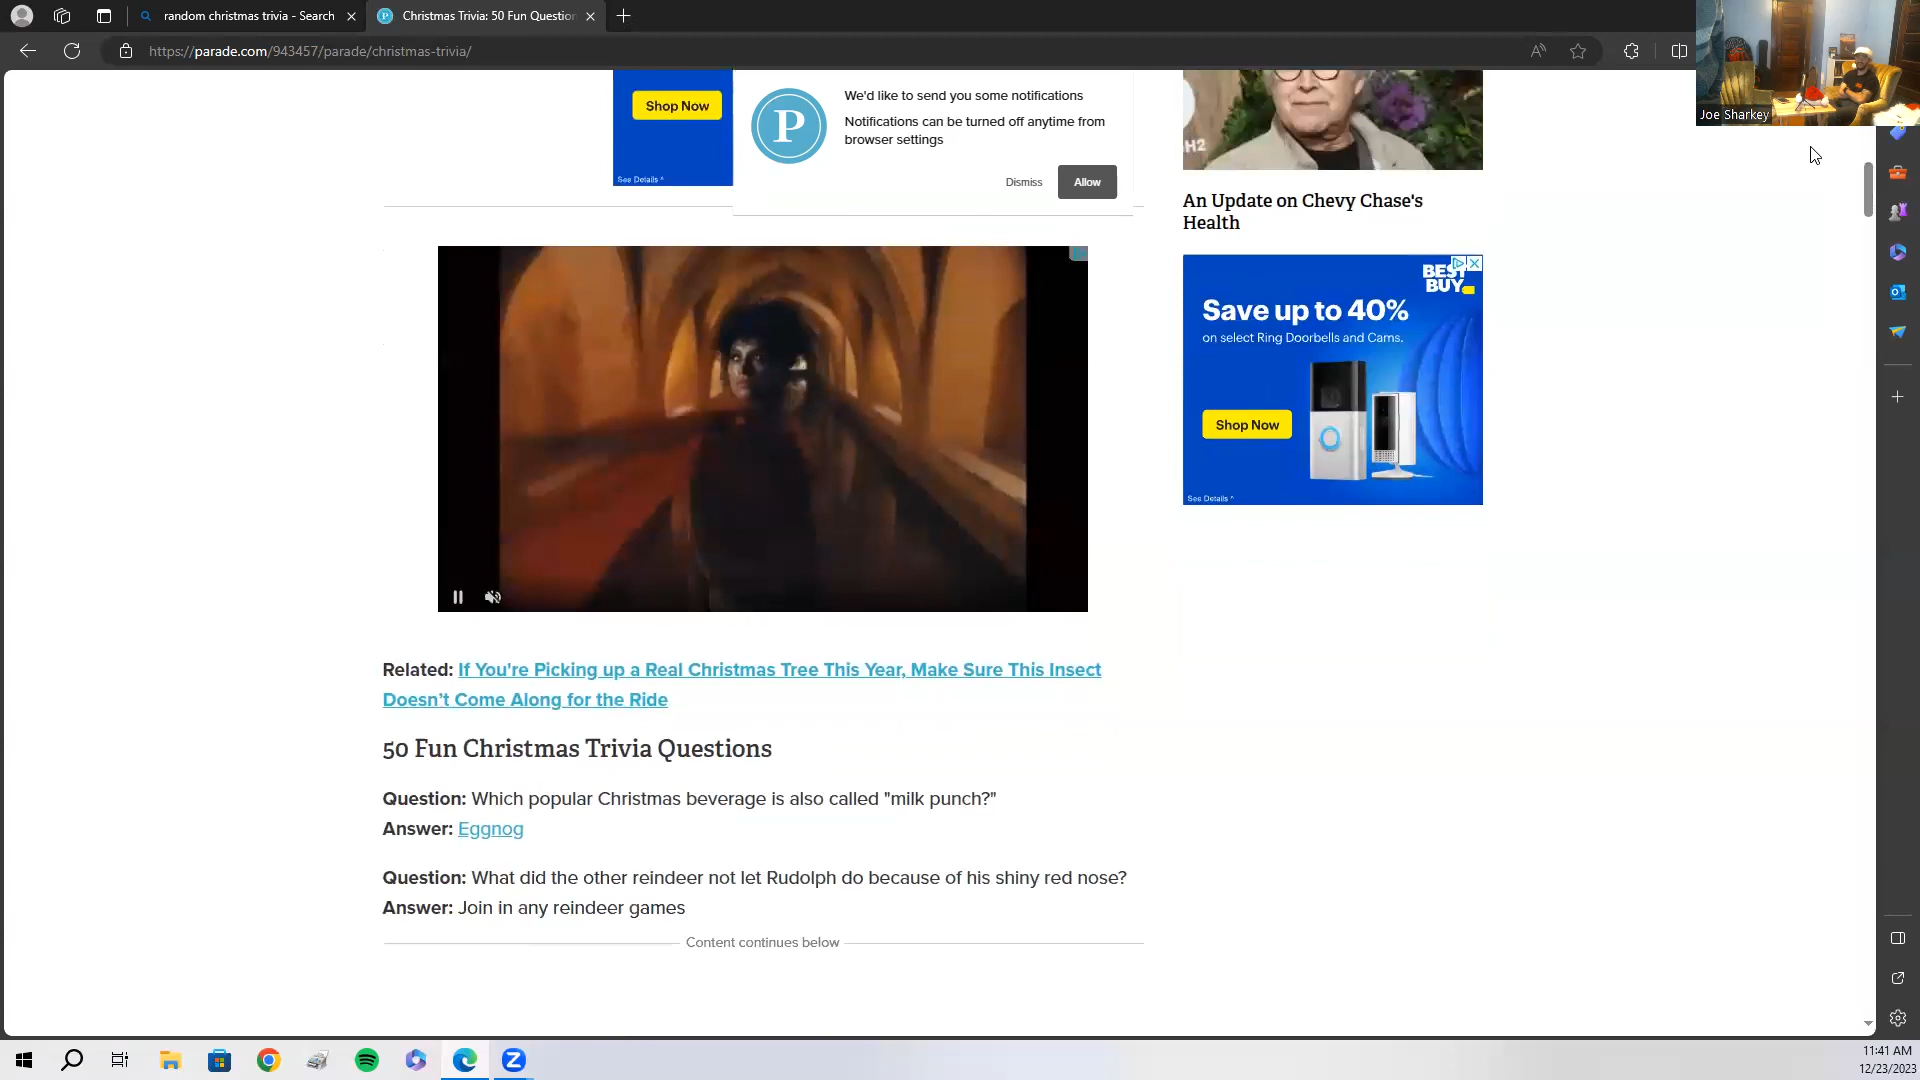 random christmas trivia - Search
Christmas Trivia: 50 Fun Question
https://parade.com/943457/parade/christmas-trivia/
Joe Sharkey
Shop Now
See Details ^
P
We'd like to send you some notifications
Notifications can be turned off anytime from
browser settings
Dismiss
Allow
An Update on Chevy Chase's
Health
BEST
BUY
Save up to 40%
on select Ring Doorbells and Cams.
Shop Now
See Details ^
Related: If You're Picking up a Real Christmas Tree This Year, Make Sure This Insect
Doesn’t Come Along for the Ride
50 Fun Christmas Trivia Questions
Question: Which popular Christmas beverage is also called "milk punch?"
Answer: Eggnog
Question: What did the other reindeer not let Rudolph do because of his shiny red nose?
Answer: Join in any reindeer games
Content continues below
11:41 AM
12/23/2023